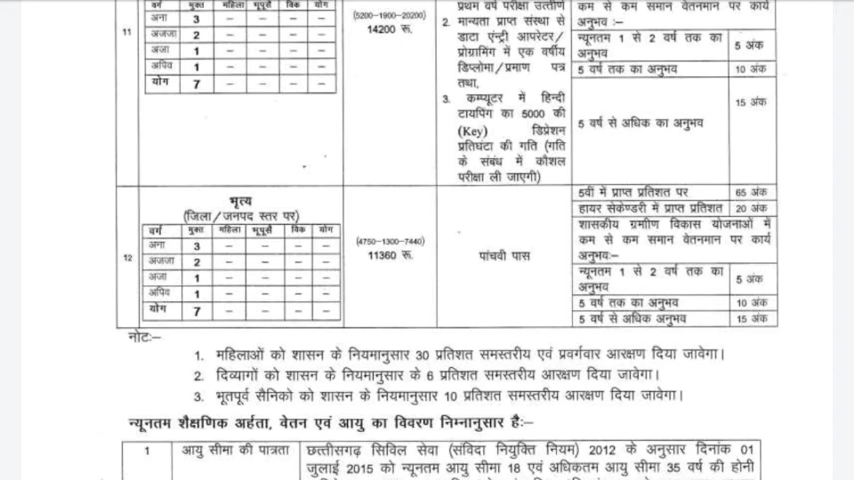 वर्ग मुक्त महिला भूपूसै विक योग
अना 3 – – – –
11 अजजा 2 – – – –
अजा 1 – – – –
अपिव 1 – – – –
योग 7 – – – –
(5200–1900–20200)
14200 रू.
प्रथम वर्ष परीक्षा उत्तीर्ण
2. मान्यता प्राप्त संस्था से
डाटा एंन्ट्री आपरेटर/
प्रोग्रामिंग में एक वर्षीय
डिप्लोमा/प्रमाण पत्र
तथा,
3. कम्प्यूटर में हिन्दी
टायपिंग का 5000 की
(Key) डिप्रेशन
प्रतिघंटा की गति (गति
के संबंध में कौशल
परीक्षा ली जाएगी)
कम से कम समान वेतनमान पर कार्य
अनुभव :–
न्यूनतम 1 से 2 वर्ष तक का
अनुभव 5 अंक
5 वर्ष तक का अनुभव 10 अंक
5 वर्ष से अधिक का अनुभव 15 अंक
भृत्य
(जिला/जनपद स्तर पर)
वर्ग मुक्त महिला भूपूसै विक योग
अना 3 – – – –
12 अजजा 2 – – – –
अजा 1 – – – –
अपिव 1 – – – –
योग 7 – – – –
(4750–1300–7440)
11360 रू.
पांचवी पास
5वीं में प्राप्त प्रतिशत पर 65 अंक
हायर सेकेण्डरी में प्राप्त प्रतिशत 20 अंक
शासकीय ग्रमीण विकास योजनाओं में
कम से कम समान वेतनमान पर कार्य
अनुभवः–
न्यूनतम 1 से 2 वर्ष तक का
अनुभव 5 अंक
5 वर्ष तक का अनुभव 10 अंक
5 वर्ष से अधिक अनुभव 15 अंक
नोटः–
1. महिलाओं को शासन के नियमानुसार 30 प्रतिशत समस्तरीय एवं प्रवर्गवार आरक्षण दिया जावेगा।
2. दिव्यागों को शासन के नियमानुसार के 6 प्रतिशत समस्तरीय आरक्षण दिया जावेगा।
3. भूतपूर्व सैनिको को शासन के नियमानुसार 10 प्रतिशत समस्तरीय आरक्षण दिया जावेगा।
न्यूनतम शैक्षणिक अर्हता, वेतन एवं आयु का विवरण निम्नानुसार हैः–
1 आयु सीमा की पात्रता छत्तीसगढ़ सिविल सेवा (संविदा नियुक्ति नियम) 2012 के अनुसार दिनांक 01
जुलाई 2015 को न्यूनतम आयु सीमा 18 एवं अधिकतम आयु सीमा 35 वर्ष की होनी